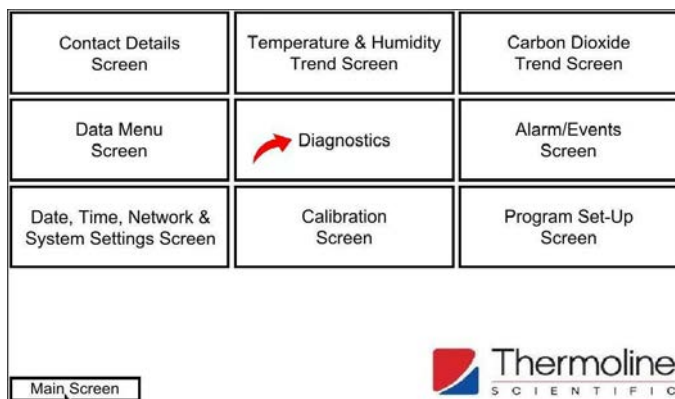 Contact Details
Screen
Temperature & Humidity
Trend Screen
Carbon Dioxide
Trend Screen
Data Menu
Screen
Diagnostics
Alarm/Events
Screen
Date, Time, Network &
System Settings Screen
Calibration
Screen
Program Set-Up
Screen
Main Screen
Thermoline
SCIENTIFIC